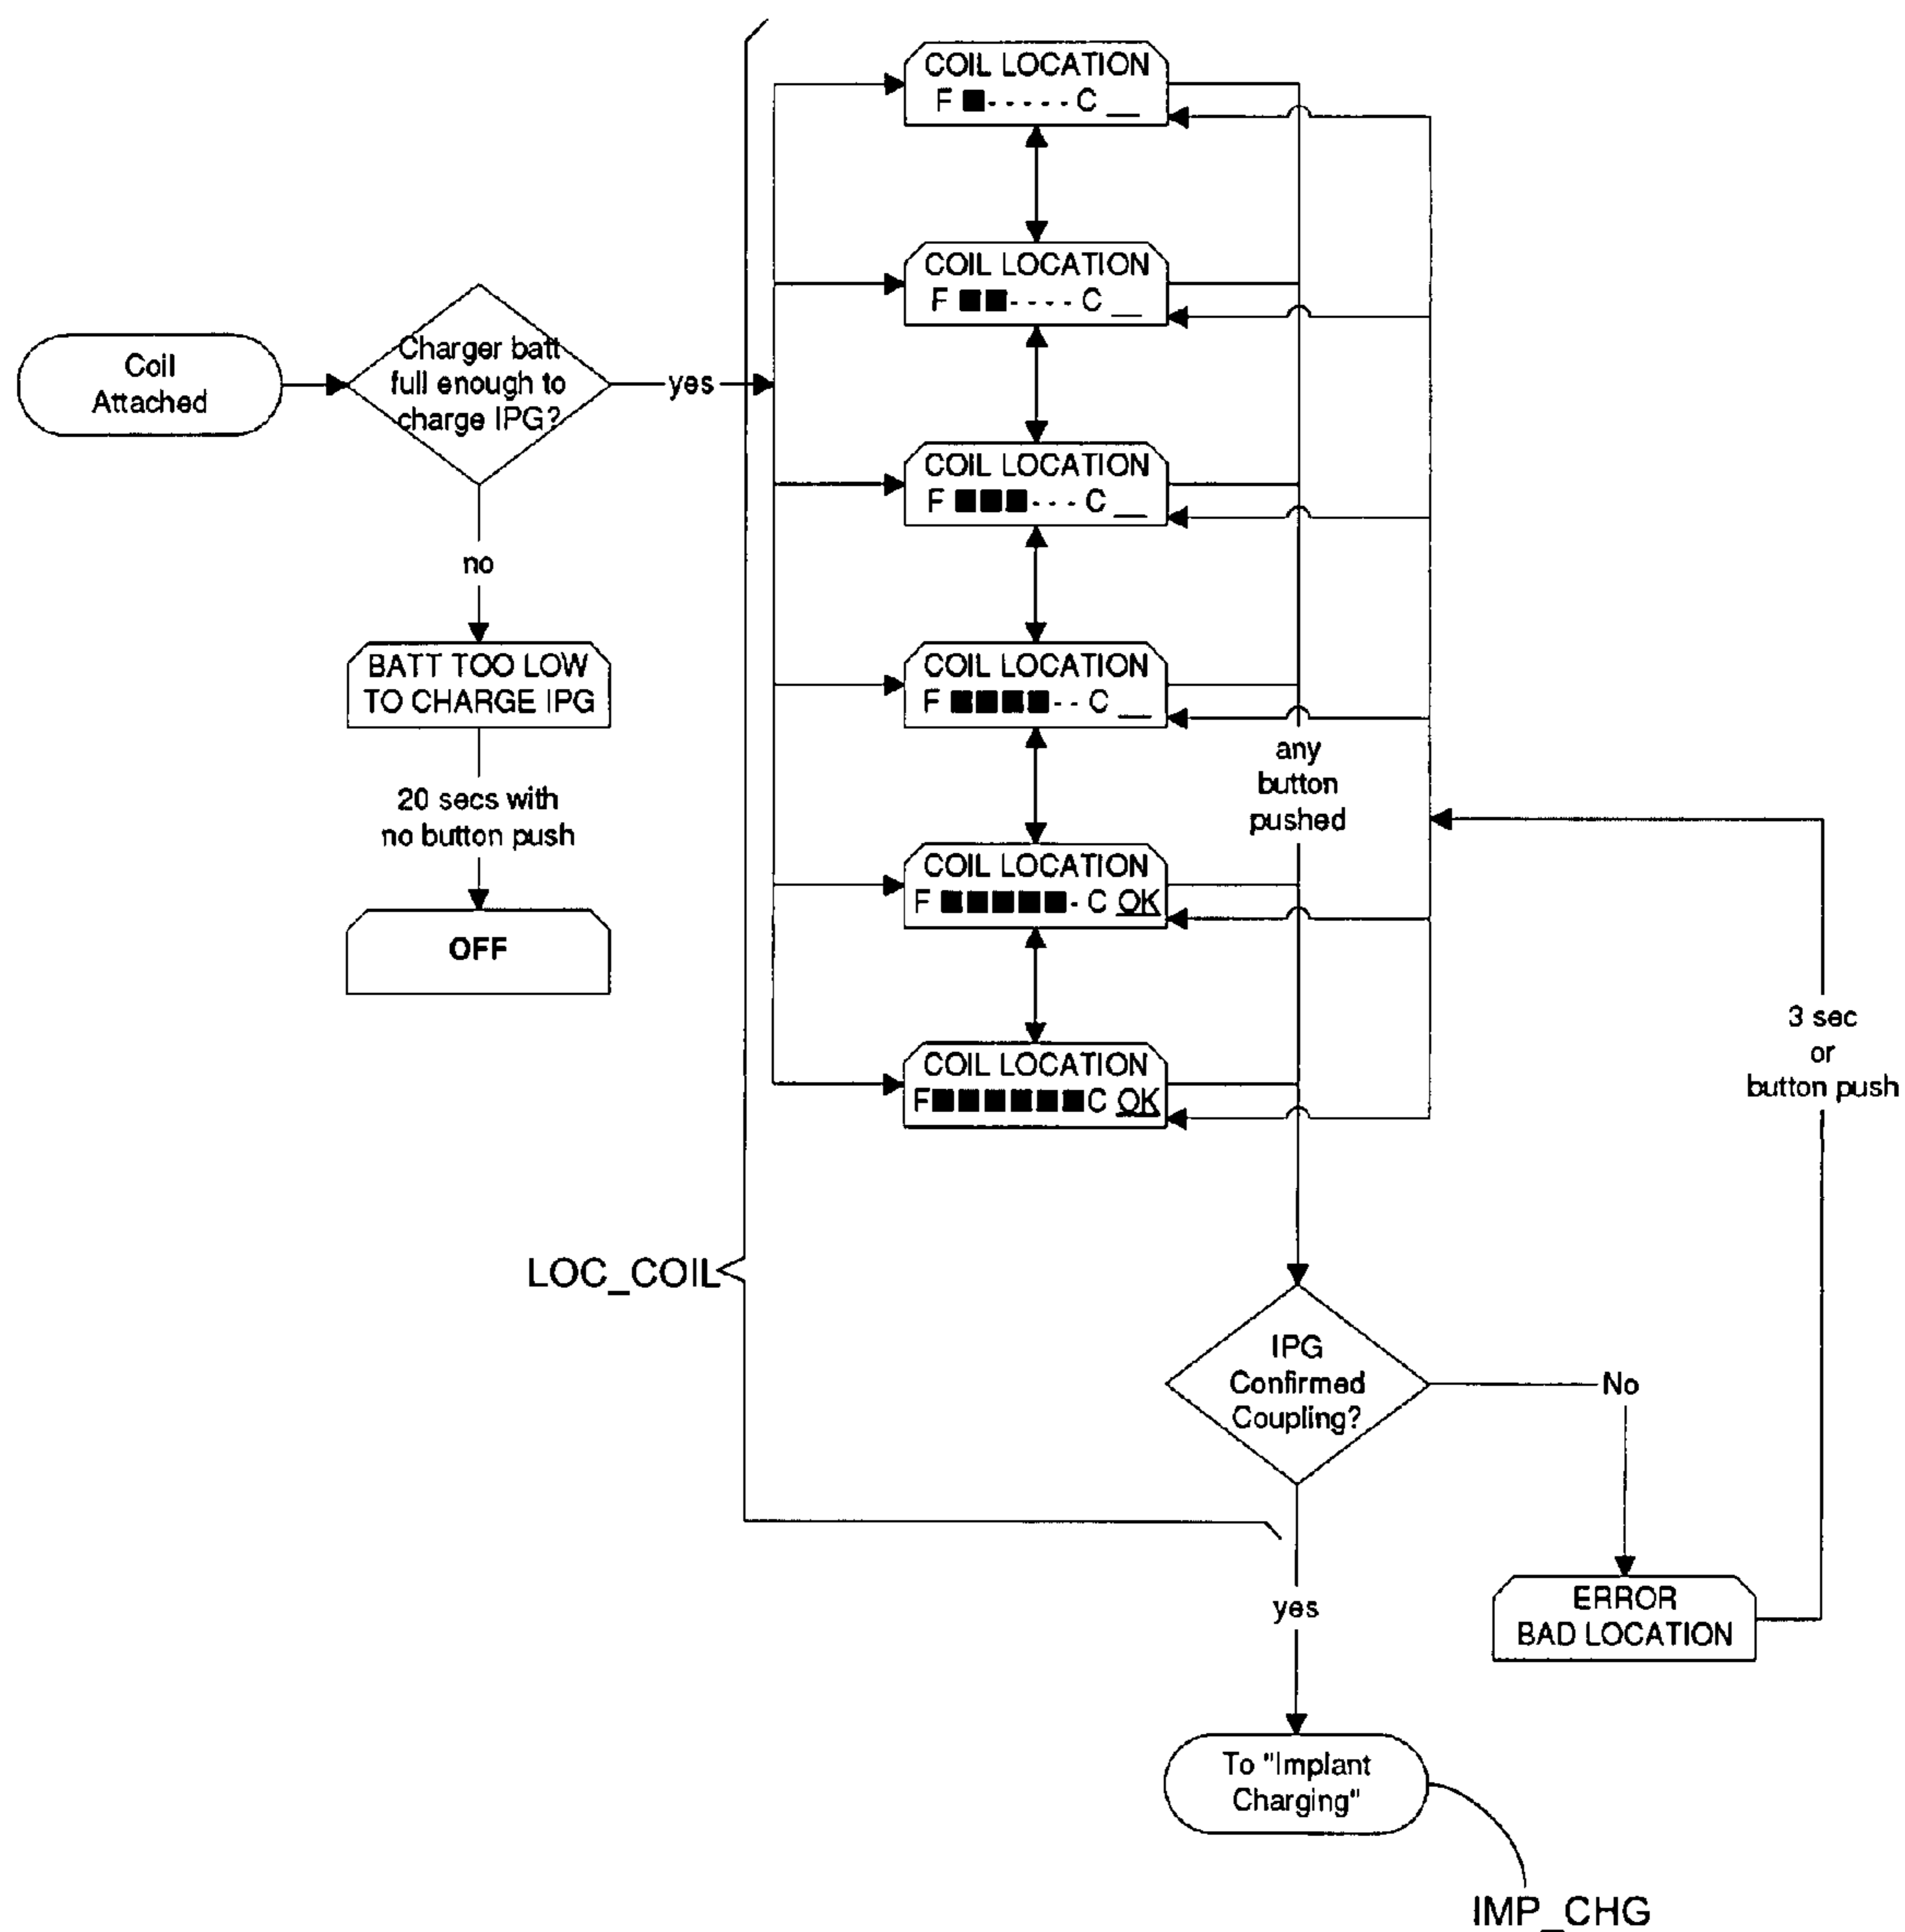 Coil
Attached
Charger batt
full enough to
charge IPG?
yes
no
BATT TOO LOW
TO CHARGE IPG
20 secs with
no button push
OFF
COIL LOCATION
F ■----- C __
COIL LOCATION
F ■■---- C __
COIL LOCATION
F ■■■--- C __
COIL LOCATION
F ■■■■-- C __
COIL LOCATION
F ■■■■■- C OK
COIL LOCATION
F■■■■■■C OK
any
button
pushed
3 sec
or
button push
LOC_COIL
IPG
Confirmed
Coupling?
No
ERROR
BAD LOCATION
yes
To "Implant
Charging"
IMP_CHG